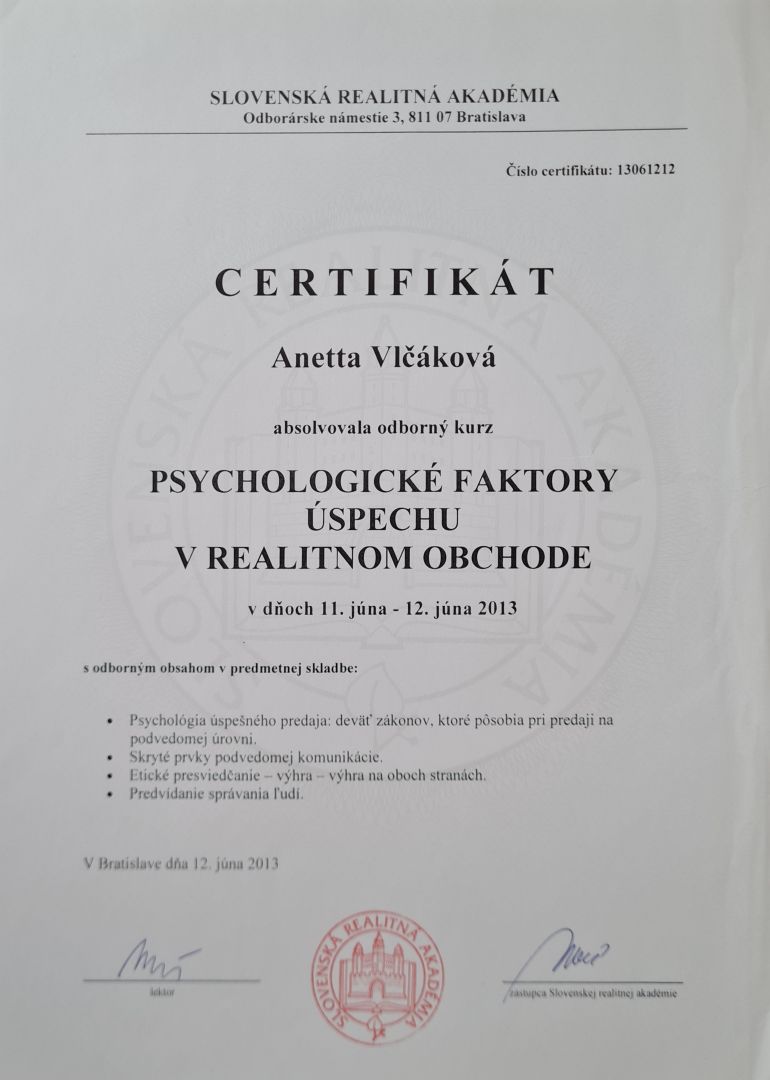 SLOVENSKÁ REALITNÁ AKADÉMIA
Odborárske námestie 3, 811 07 Bratislava
Číslo certifikátu: 13061212
CERTIFIKÁT
Anetta Vlčáková
absolvovala odborný kurz
PSYCHOLOGICKÉ FAKTORY
ÚSPECHU
V REALITNOM OBCHODE
v dňoch 11. júna - 12. júna 2013
s odborným obsahom v predmetnej skladbe:
• Psychológia úspešného predaja: deväť zákonov, ktoré pôsobia pri predaji na
podvedomej úrovni.
• Skryté prvky podvedomej komunikácie.
• Etické presviedčanie – výhra – výhra na oboch stranách.
• Predvídanie správania ľudí.
V Bratislave dňa 12. júna 2013
lektor
SLOVENSKÁ REALITNÁ AKADÉMIA
zástupca Slovenskej realitnej akadémie
SLOVENSKÁ REALITNÁ AKADÉMIA